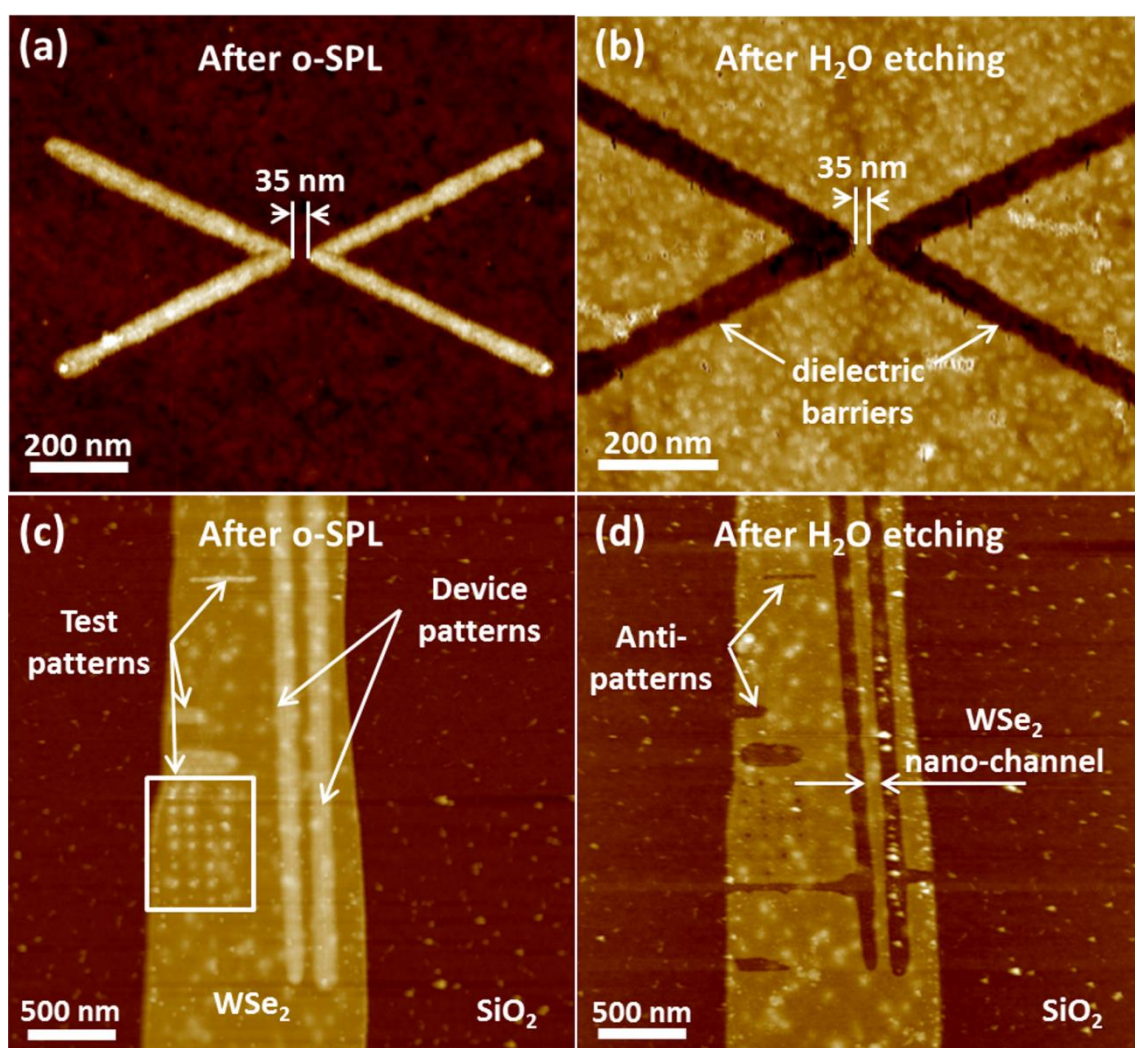 (a)
After o-SPL
35 nm
200 nm
(b)
After H₂O etching
35 nm
dielectric
barriers
200 nm
(c)
After o-SPL
Test
patterns
Device
patterns
500 nm
WSe₂
SiO₂
(d)
After H₂O etching
Anti-
patterns
WSe₂
nano-channel
500 nm
SiO₂